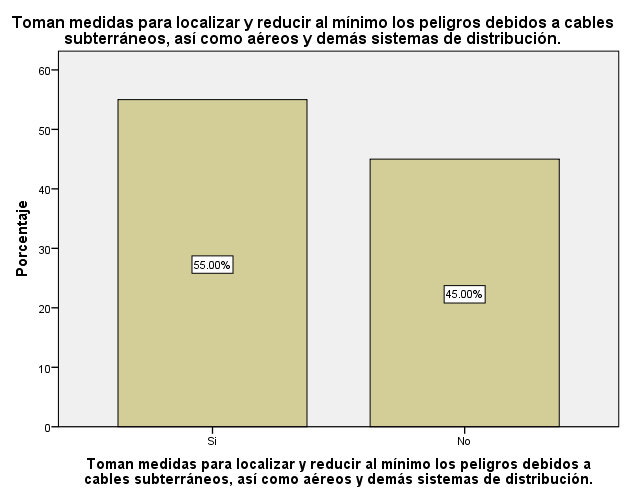 Toman medidas para localizar y reducir al mínimo los peligros debidos a cables
subterráneos, así como aéreos y demás sistemas de distribución.
Porcentaje
60
50
40
30
20
10
0
55.00%
45.00%
Si
No
Toman medidas para localizar y reducir al mínimo los peligros debidos a
cables subterráneos, así como aéreos y demás sistemas de distribución.